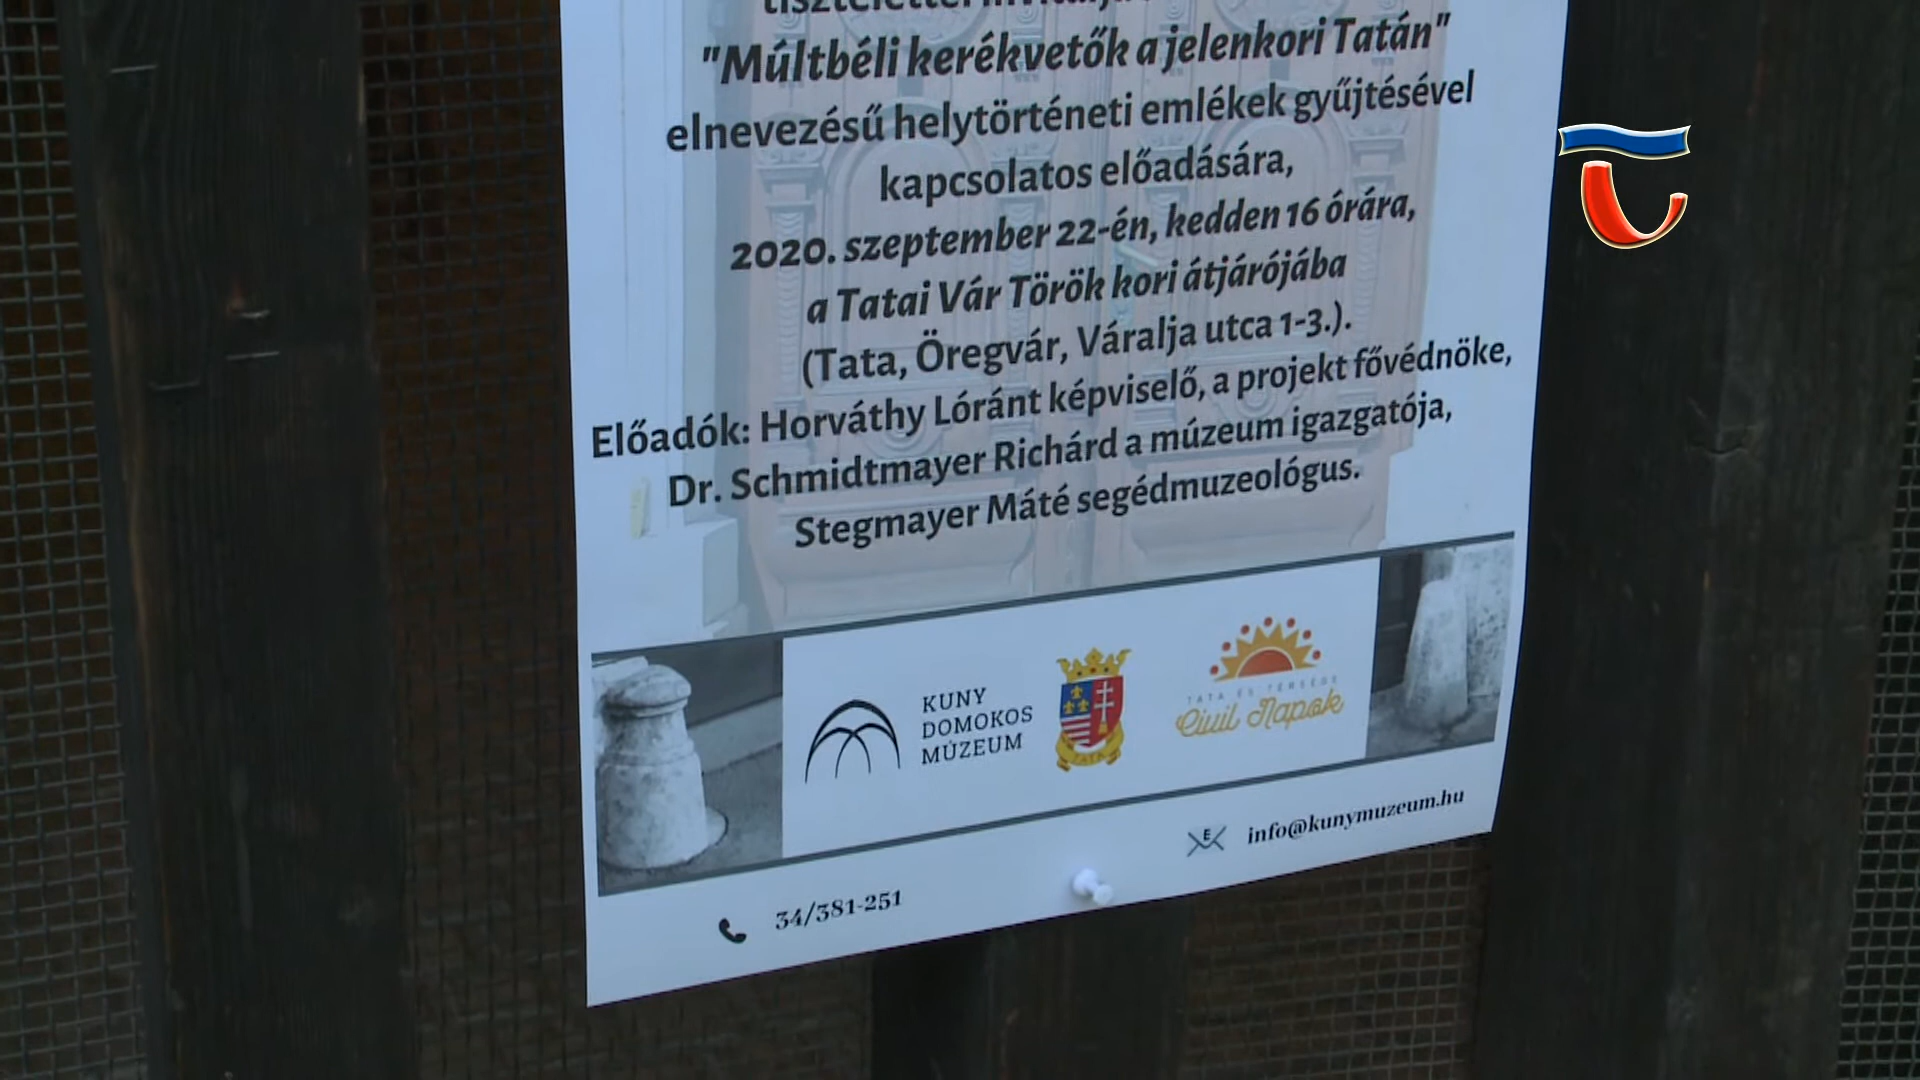 "Múltbéli kerékvetők a jelenkori Tatán"
elnevezésű helytörténeti emlékek gyűjtésével
kapcsolatos előadására,
2020. szeptember 22-én, kedden 16 órára,
a Tatai Vár Török kori átjárójába
(Tata, Öregvár, Váralja utca 1-3.).
Előadók: Horváthy Lóránt képviselő, a projekt fővédnöke,
Dr. Schmidtmayer Richárd a múzeum igazgatója,
Stegmayer Máté segédmuzeológus.
KUNY
DOMOKOS
MÚZEUM
TATA
TATA ÉS TÉRSÉGE
Civil Napok
34/381-251
E
info@kunymuzeum.hu